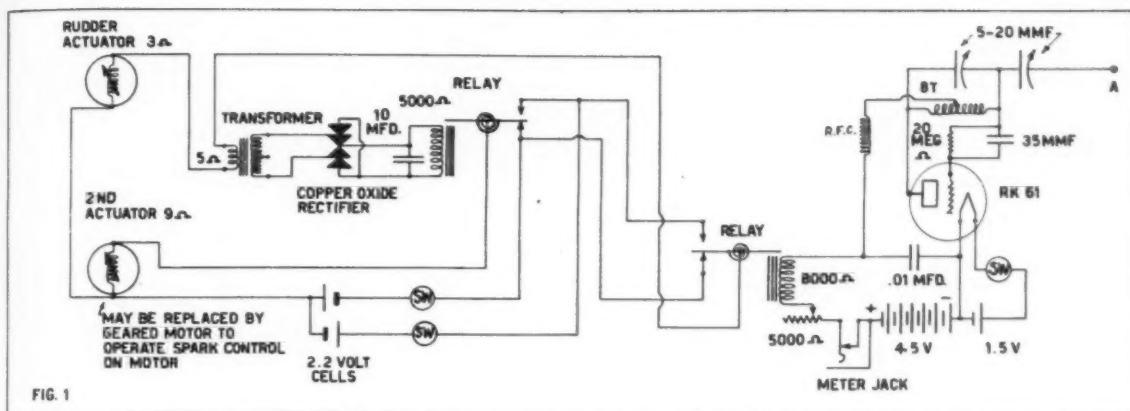 RUDDER
ACTUATOR 3Ω
5-20 MMF
RELAY
A
5000Ω
8T
TRANSFORMER
10
MFD.
R.F.C.
20
MEG
Ω
35MMF
5Ω
COPPER OXIDE
RECTIFIER
RK 61
2ND
ACTUATOR 9Ω
RELAY
SW
8000Ω
.01 MFD.
SW
SW
MAY BE REPLACED BY
GEARED MOTOR TO
OPERATE SPARK CONTROL
ON MOTOR
2.2 VOLT
CELLS
+
−
5000Ω
4·5 V
1.5 V
METER JACK
FIG. 1